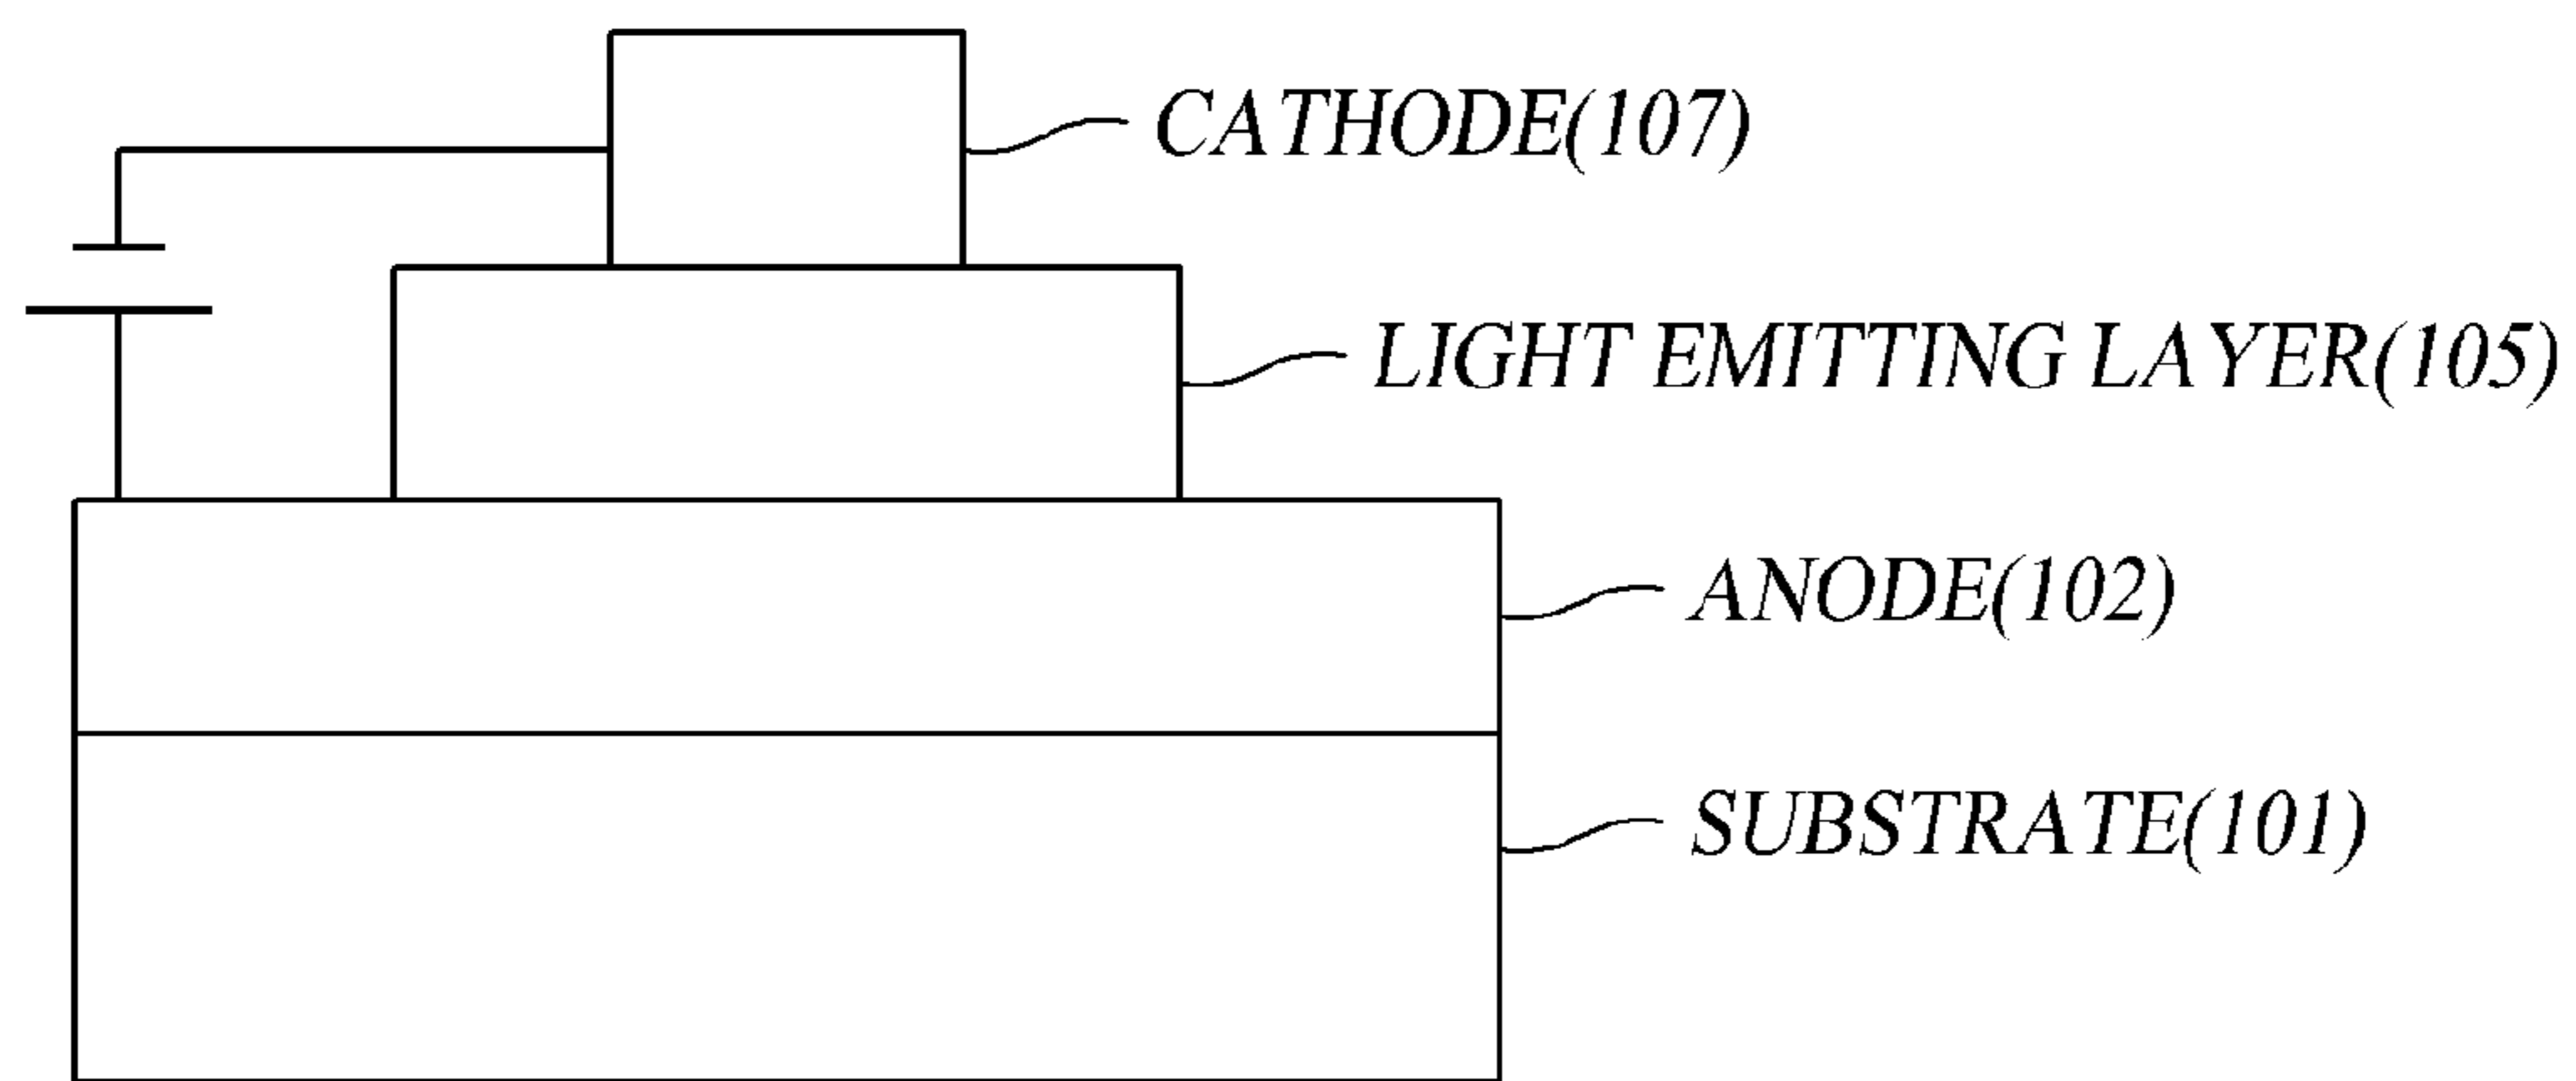 CATHODE(107)
LIGHT EMITTING LAYER(105)
ANODE(102)
SUBSTRATE(101)